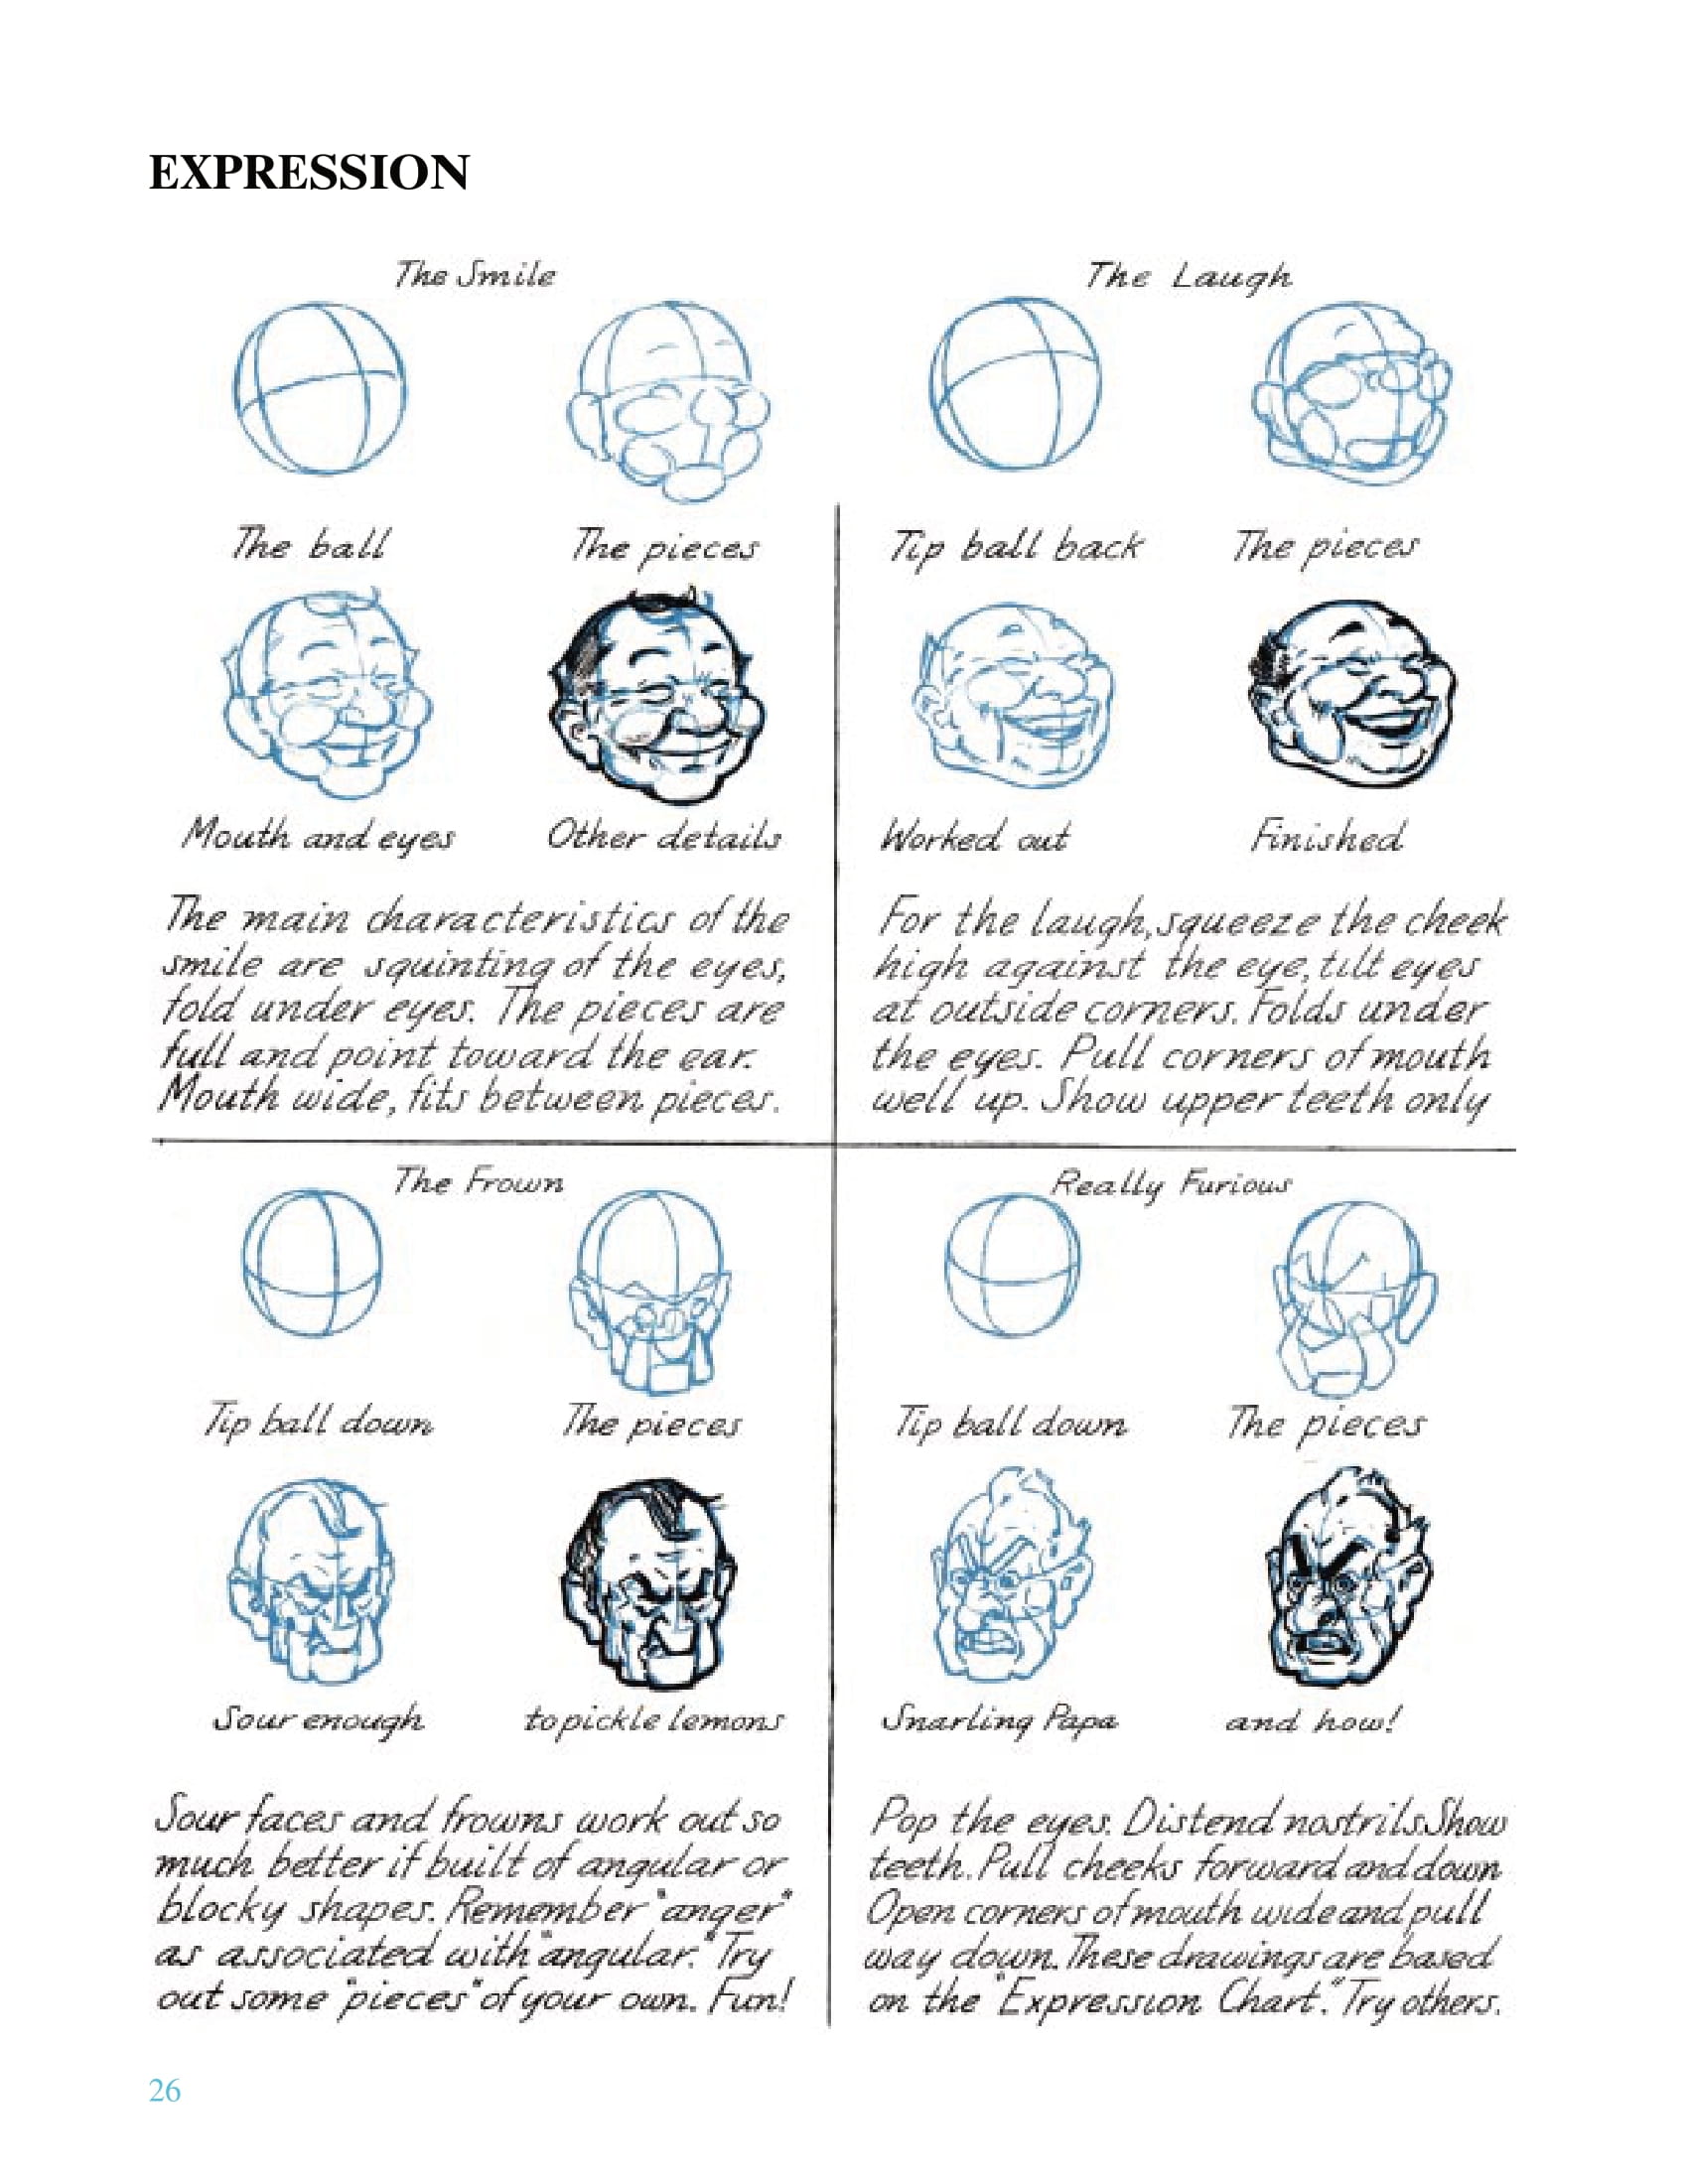 EXPRESSION
The Smile
The ball
The pieces
Mouth and eyes
Other details
The main characteristics of the
smile are squinting of the eyes,
fold under eyes. The pieces are
full and point toward the ear.
Mouth wide, fits between pieces.
The Laugh
Tip ball back
The pieces
Worked out
Finished
For the laugh, squeeze the cheek
high against the eye, tilt eyes
at outside corners. Folds under
the eyes. Pull corners of mouth
well up. Show upper teeth only
The Frown
Tip ball down
The pieces
Sour enough
to pickle lemons
Sour faces and frowns work out so
much better if built of angular or
blocky shapes. Remember "anger"
as associated with "angular." Try
out some "pieces" of your own. Fun!
Really Furious
Tip ball down
The pieces
Snarling Papa
and how!
Pop the eyes. Distend nostrils. Show
teeth. Pull cheeks forward and down
Open corners of mouth wide and pull
way down. These drawings are based
on the "Expression Chart." Try others.
26